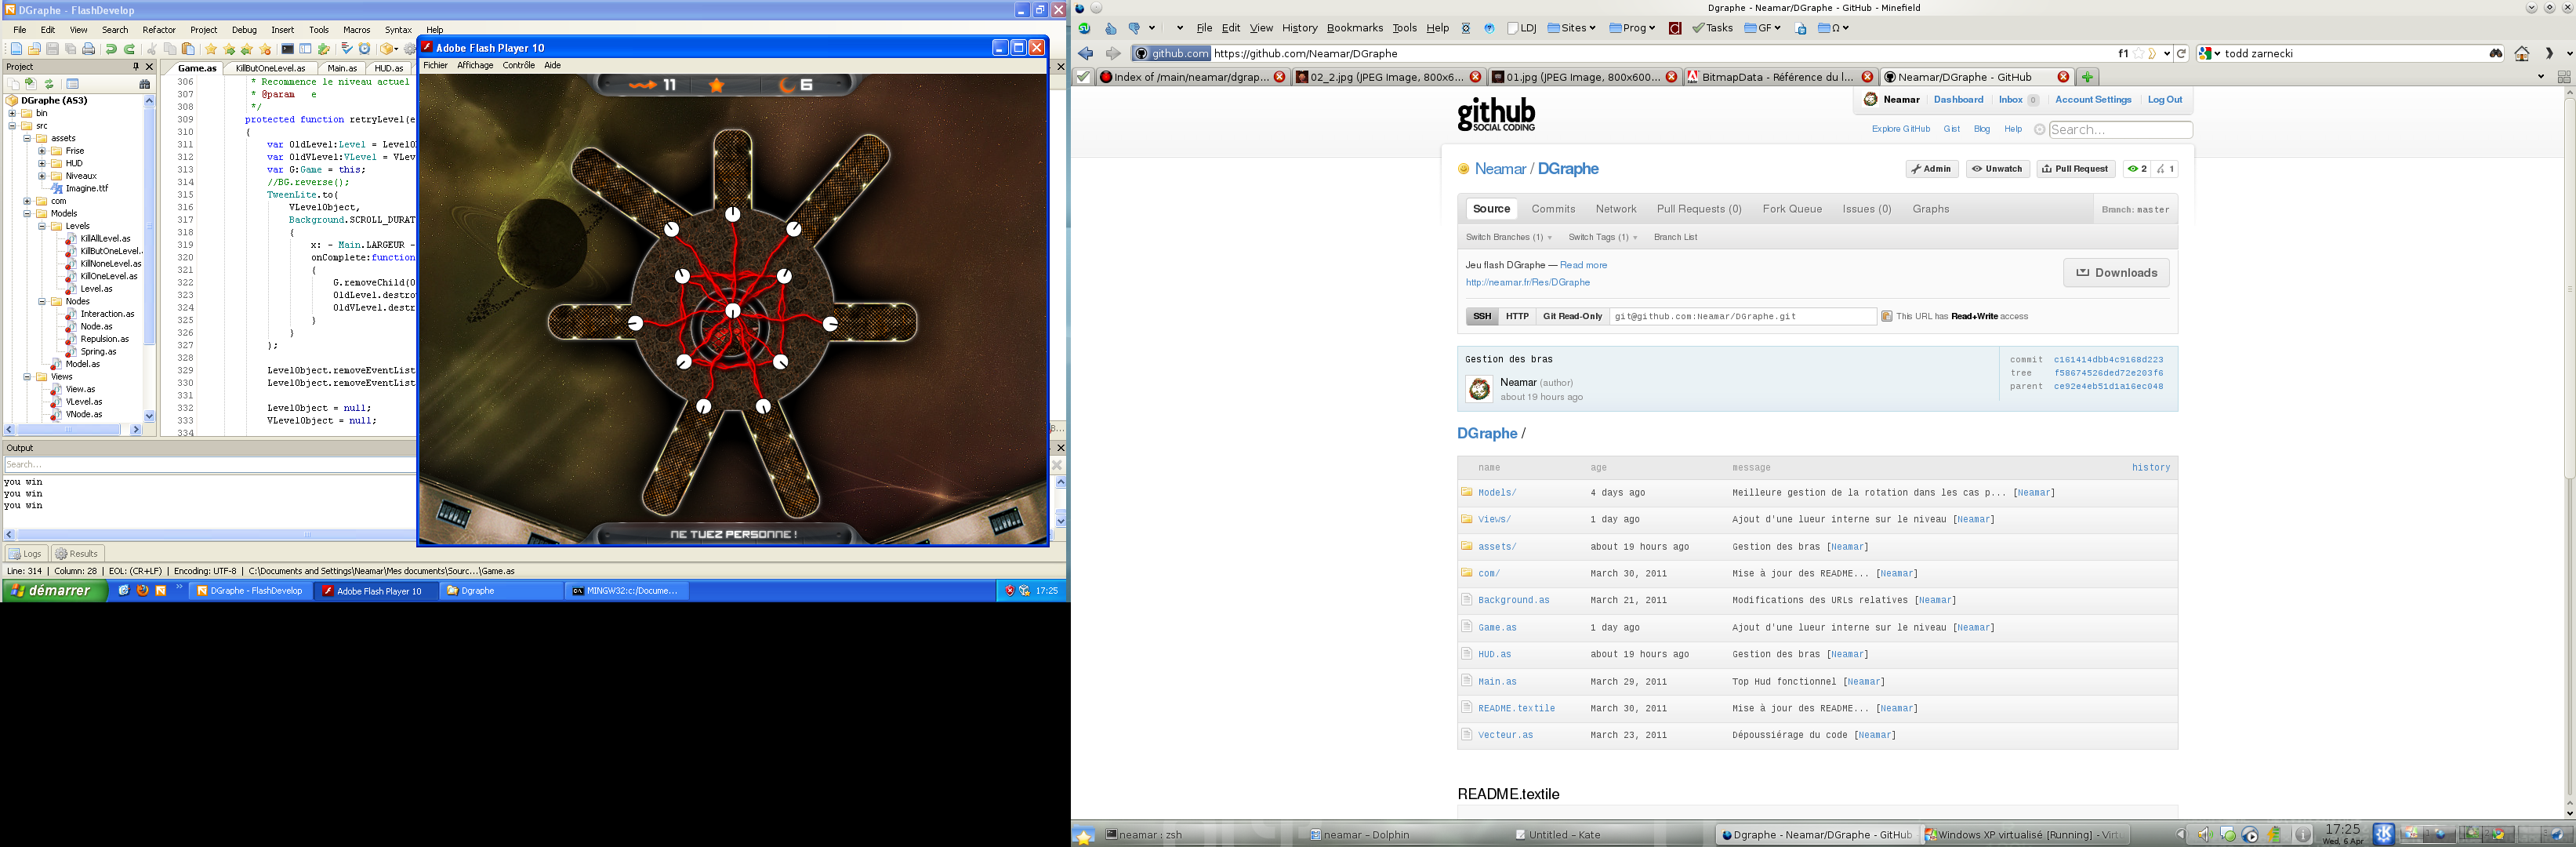 DGraphe - FlashDevelop
File Edit View Search Refactor Project Debug Insert Tools Macros Syntax Help
Project
DGraphe (AS3)
bin
src
assets
Frise
HUD
Niveaux
Imagine.ttf
com
Models
Levels
KillAllLevel.as
KillButOneLevel.
KillNoneLevel.as
KillOneLevel.as
Level.as
Nodes
Interaction.as
Node.as
Repulsion.as
Spring.as
Model.as
Views
View.as
VLevel.as
VNode.as
Game.as KillButOneLevel.as Main.as HUD.as
306 * Recommence le niveau actuel
307 * @param e
308 */
309 protected function retryLevel(e
310 {
311 var OldLevel:Level = LevelO
312 var OldVLevel:VLevel = VLev
313 var G:Game = this;
314 //BG.reverse();
315 TweenLite.to(
316 VLevelObject,
317 Background.SCROLL_DURAT
318 {
319 x: - Main.LARGEUR -
320 onComplete:function
321 {
322 G.removeChild(O
323 OldLevel.destro
324 OldVLevel.destr
325 }
326 }
327 );
328
329 LevelObject.removeEventList
330 LevelObject.removeEventList
331
332 LevelObject = null;
333 VLevelObject = null;
334
Output
Search...
you win
you win
you win
Logs Results
Line: 314 | Column: 28 | EOL: (CR+LF) | Encoding: UTF-8 | C:\Documents and Settings\Neamar\Mes documents\Sourc...\Game.as
démarrer DGraphe - FlashDevelop Adobe Flash Player 10 Dgraphe MINGW32:c:/Docume... 17:25
Adobe Flash Player 10
Fichier Affichage Contrôle Aide
11 6
NE TUEZ PERSONNE !
Dgraphe - Neamar/DGraphe - GitHub - Minefield
File Edit View History Bookmarks Tools Help LDJ Sites Prog Tasks GF Ω
github.com https://github.com/Neamar/DGraphe f1 todd zarnecki
Index of /main/neamar/dgrap... 02_2.jpg (JPEG Image, 800x6... 01.jpg (JPEG Image, 800x600... BitmapData - Référence du l... Neamar/DGraphe - GitHub
github
SOCIAL CODING
Neamar Dashboard Inbox 0 Account Settings Log Out
Explore GitHub Gist Blog Help Search...
Neamar / DGraphe
Admin Unwatch Pull Request 2 1
Source Commits Network Pull Requests (0) Fork Queue Issues (0) Graphs Branch: master
Switch Branches (1) Switch Tags (1) Branch List
Jeu flash DGraphe — Read more
http://neamar.fr/Res/DGraphe
Downloads
SSH HTTP Git Read-Only git@github.com:Neamar/DGraphe.git This URL has Read+Write access
Gestion des bras
Neamar (author)
about 19 hours ago
commit c161414dbb4c9168d223
tree f58674526ded72e203f6
parent ce92e4eb51d1a16ec048
DGraphe /
name age message history
Models/ 4 days ago Meilleure gestion de la rotation dans les cas p... [Neamar]
Views/ 1 day ago Ajout d'une lueur interne sur le niveau [Neamar]
assets/ about 19 hours ago Gestion des bras [Neamar]
com/ March 30, 2011 Mise à jour des README... [Neamar]
Background.as March 21, 2011 Modifications des URLs relatives [Neamar]
Game.as 1 day ago Ajout d'une lueur interne sur le niveau [Neamar]
HUD.as about 19 hours ago Gestion des bras [Neamar]
Main.as March 29, 2011 Top Hud fonctionnel [Neamar]
README.textile March 30, 2011 Mise à jour des README... [Neamar]
Vecteur.as March 23, 2011 Dépoussiérage du code [Neamar]
README.textile
neamar : zsh neamar – Dolphin Untitled – Kate Dgraphe - Neamar/DGraphe - GitHub Windows XP virtualisé [Running] - Virtu 17:25
Wed, 6 Apr